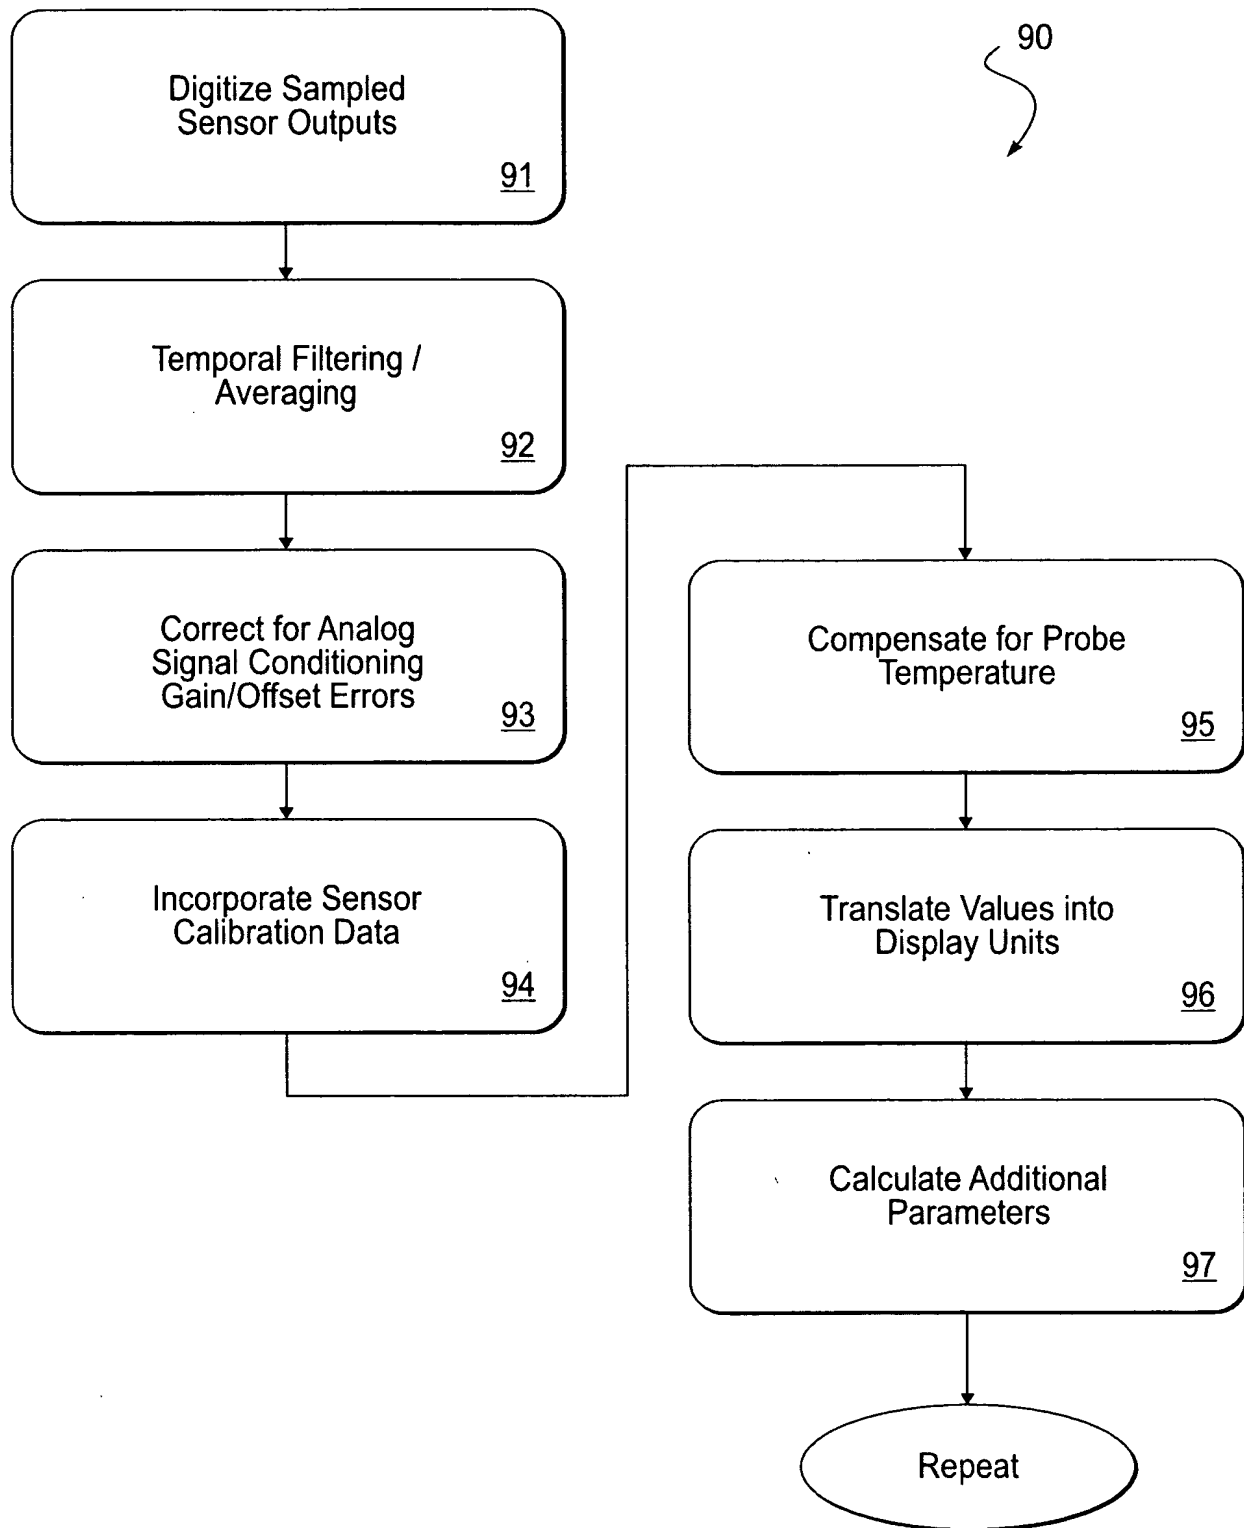 90
Digitize Sampled
Sensor Outputs
91
Temporal Filtering /
Averaging
92
Correct for Analog
Signal Conditioning
Gain/Offset Errors
93
Incorporate Sensor
Calibration Data
94
Compensate for Probe
Temperature
95
Translate Values into
Display Units
96
Calculate Additional
Parameters
97
Repeat